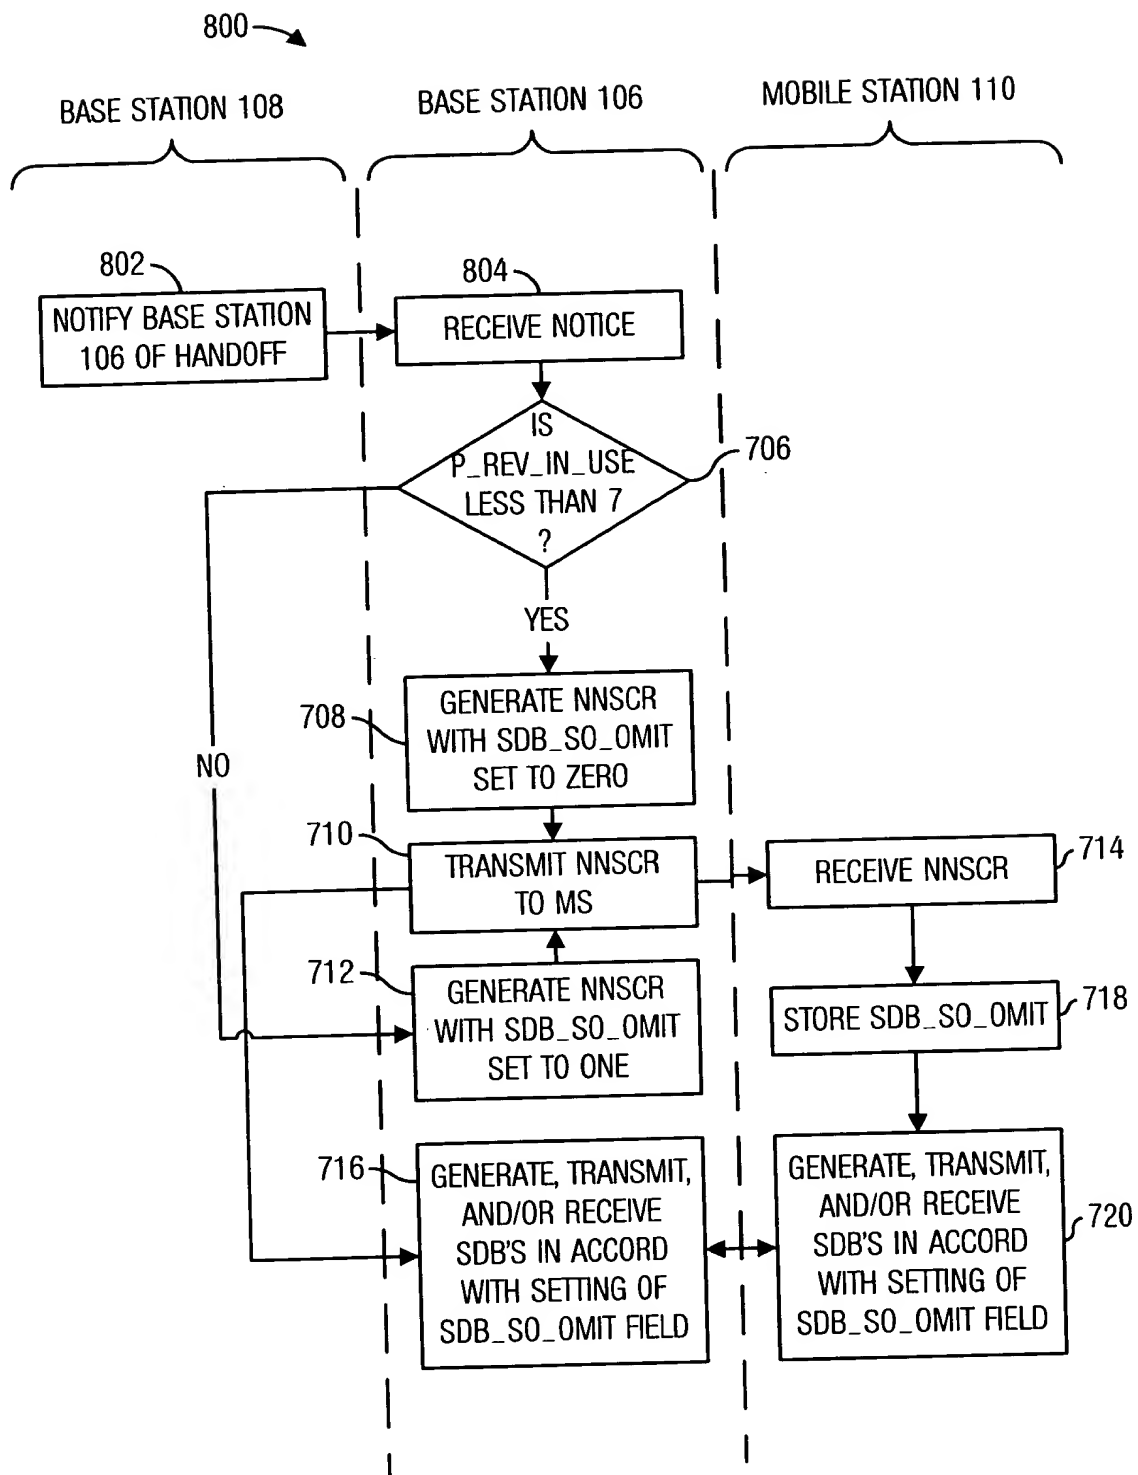 800
BASE STATION 108
BASE STATION 106
MOBILE STATION 110
802
NOTIFY BASE STATION
106 OF HANDOFF
804
RECEIVE NOTICE
IS
P_REV_IN_USE
LESS THAN 7
?
706
YES
NO
708
GENERATE NNSCR
WITH SDB_SO_OMIT
SET TO ZERO
710
TRANSMIT NNSCR
TO MS
RECEIVE NNSCR
714
712
GENERATE NNSCR
WITH SDB_SO_OMIT
SET TO ONE
STORE SDB_SO_OMIT
718
716
GENERATE, TRANSMIT,
AND/OR RECEIVE
SDB'S IN ACCORD
WITH SETTING OF
SDB_SO_OMIT FIELD
GENERATE, TRANSMIT,
AND/OR RECEIVE
SDB'S IN ACCORD
WITH SETTING OF
SDB_SO_OMIT FIELD
720